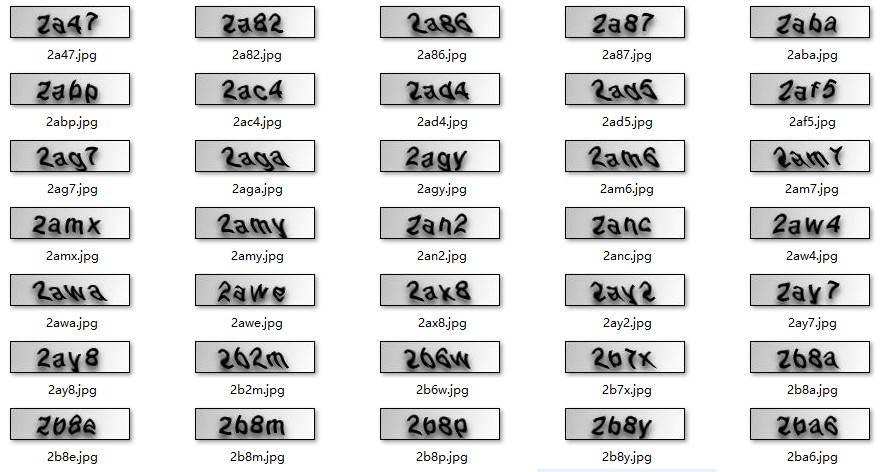 2a47 2a82 2a86 2a87 2aba
2a47.jpg 2a82.jpg 2a86.jpg 2a87.jpg 2aba.jpg
2abp 2ac4 2ad4 2ad5 2af5
2abp.jpg 2ac4.jpg 2ad4.jpg 2ad5.jpg 2af5.jpg
2ag7 2aga 2agy 2am6 2am7
2ag7.jpg 2aga.jpg 2agy.jpg 2am6.jpg 2am7.jpg
2amx 2amy 2an2 2anc 2aw4
2amx.jpg 2amy.jpg 2an2.jpg 2anc.jpg 2aw4.jpg
2awa 2awe 2ax8 2ay2 2ay7
2awa.jpg 2awe.jpg 2ax8.jpg 2ay2.jpg 2ay7.jpg
2ay8 2b2m 2b6w 2b7x 2b8a
2ay8.jpg 2b2m.jpg 2b6w.jpg 2b7x.jpg 2b8a.jpg
2b8e 2b8m 2b8p 2b8y 2ba6
2b8e.jpg 2b8m.jpg 2b8p.jpg 2b8y.jpg 2ba6.jpg